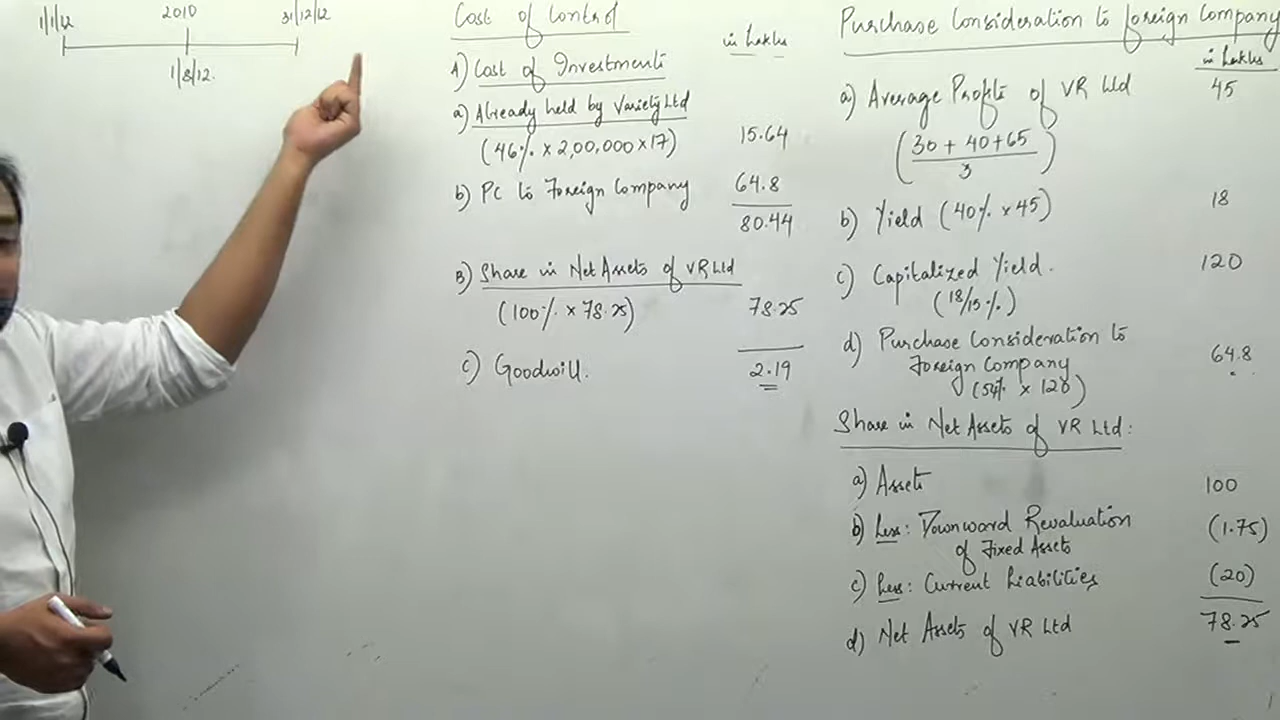 1/1/12 2010 31/12/12
1/8/12.
Cost of Control
in Lakhs
A) Cost of Investment
a) Already held by Variety Ltd
(46% x 2,00,000 x 17) 15.64
b) PC to Foreign Company 64.8
80.44
B) Share in Net Assets of VR Ltd
(100% x 78.25) 78.25
C) Goodwill. 2.19
Purchase Consideration to Foreign Company
in Lakhs
a) Average Profits of VR Ltd 45
(30 + 40 + 65
3)
b) Yield (40% x 45) 18
c) Capitalized Yield. 120
(18/15%)
d) Purchase Consideration to
Foreign Company 64.8
(54% x 120)
Share in Net Assets of VR Ltd:
a) Assets 100
b) Less: Downward Revaluation (1.75)
of Fixed Assets
c) Less: Current Liabilities (20)
d) Net Assets of VR Ltd 78.25